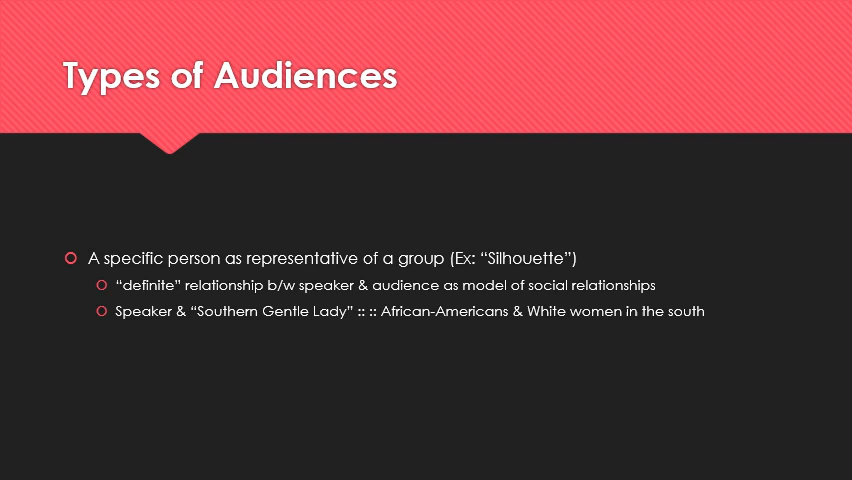 Types of Audiences
A specific person as representative of a group (Ex: “Silhouette”)
“definite” relationship b/w speaker & audience as model of social relationships
Speaker & “Southern Gentle Lady” :: :: African-Americans & White women in the south